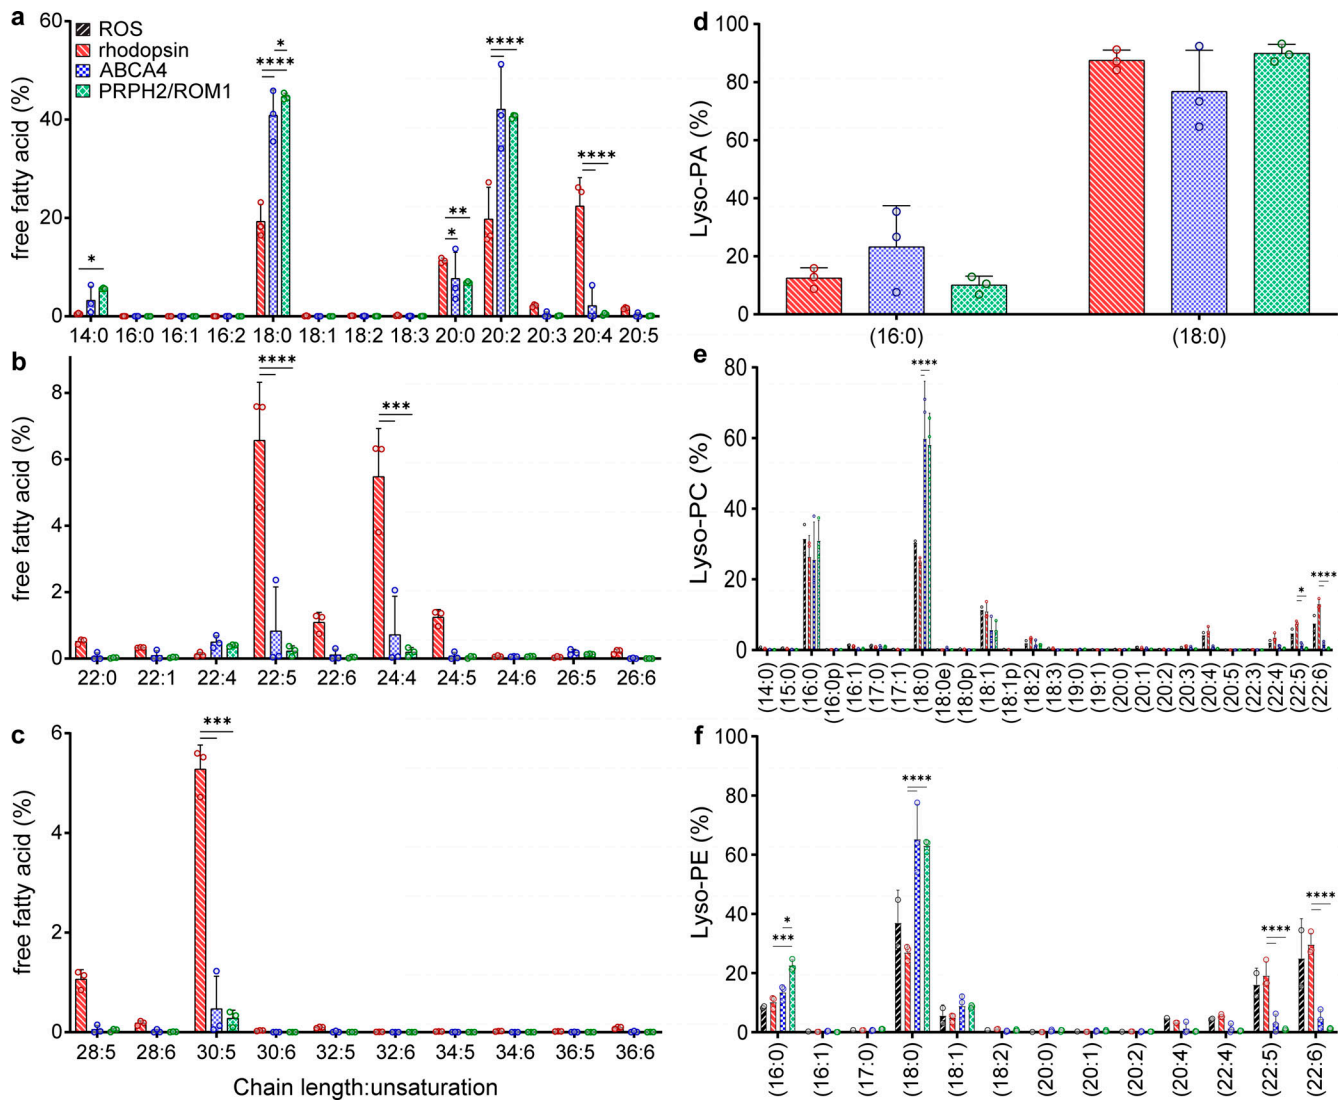 a
free fatty acid (%)
60
40
20
0
ROS
rhodopsin
ABCA4
PRPH2/ROM1
*
****
*
**
*
****
****
14:0 16:0 16:1 16:2 18:0 18:1 18:2 18:3 20:0 20:2 20:3 20:4 20:5
b
free fatty acid (%)
8
6
4
2
0
****
***
22:0 22:1 22:4 22:5 22:6 24:4 24:5 24:6 26:5 26:6
c
free fatty acid (%)
6
4
2
0
***
28:5 28:6 30:5 30:6 32:5 32:6 34:5 34:6 36:5 36:6
Chain length:unsaturation
d
Lyso-PA (%)
100
80
60
40
20
0
(16:0) (18:0)
e
Lyso-PC (%)
80
60
40
20
0
****
*
****
(14:0) (15:0) (16:0) (16:0p) (16:1) (17:0) (17:1) (18:0) (18:0e) (18:0p) (18:1) (18:1p) (18:2) (18:3) (19:0) (19:1) (20:0) (20:1) (20:2) (20:3) (20:4) (20:5) (22:3) (22:4) (22:5) (22:6)
f
Lyso-PE (%)
100
80
60
40
20
0
*
***
****
****
****
(16:0) (16:1) (17:0) (18:0) (18:1) (18:2) (20:0) (20:1) (20:2) (20:4) (22:4) (22:5) (22:6)